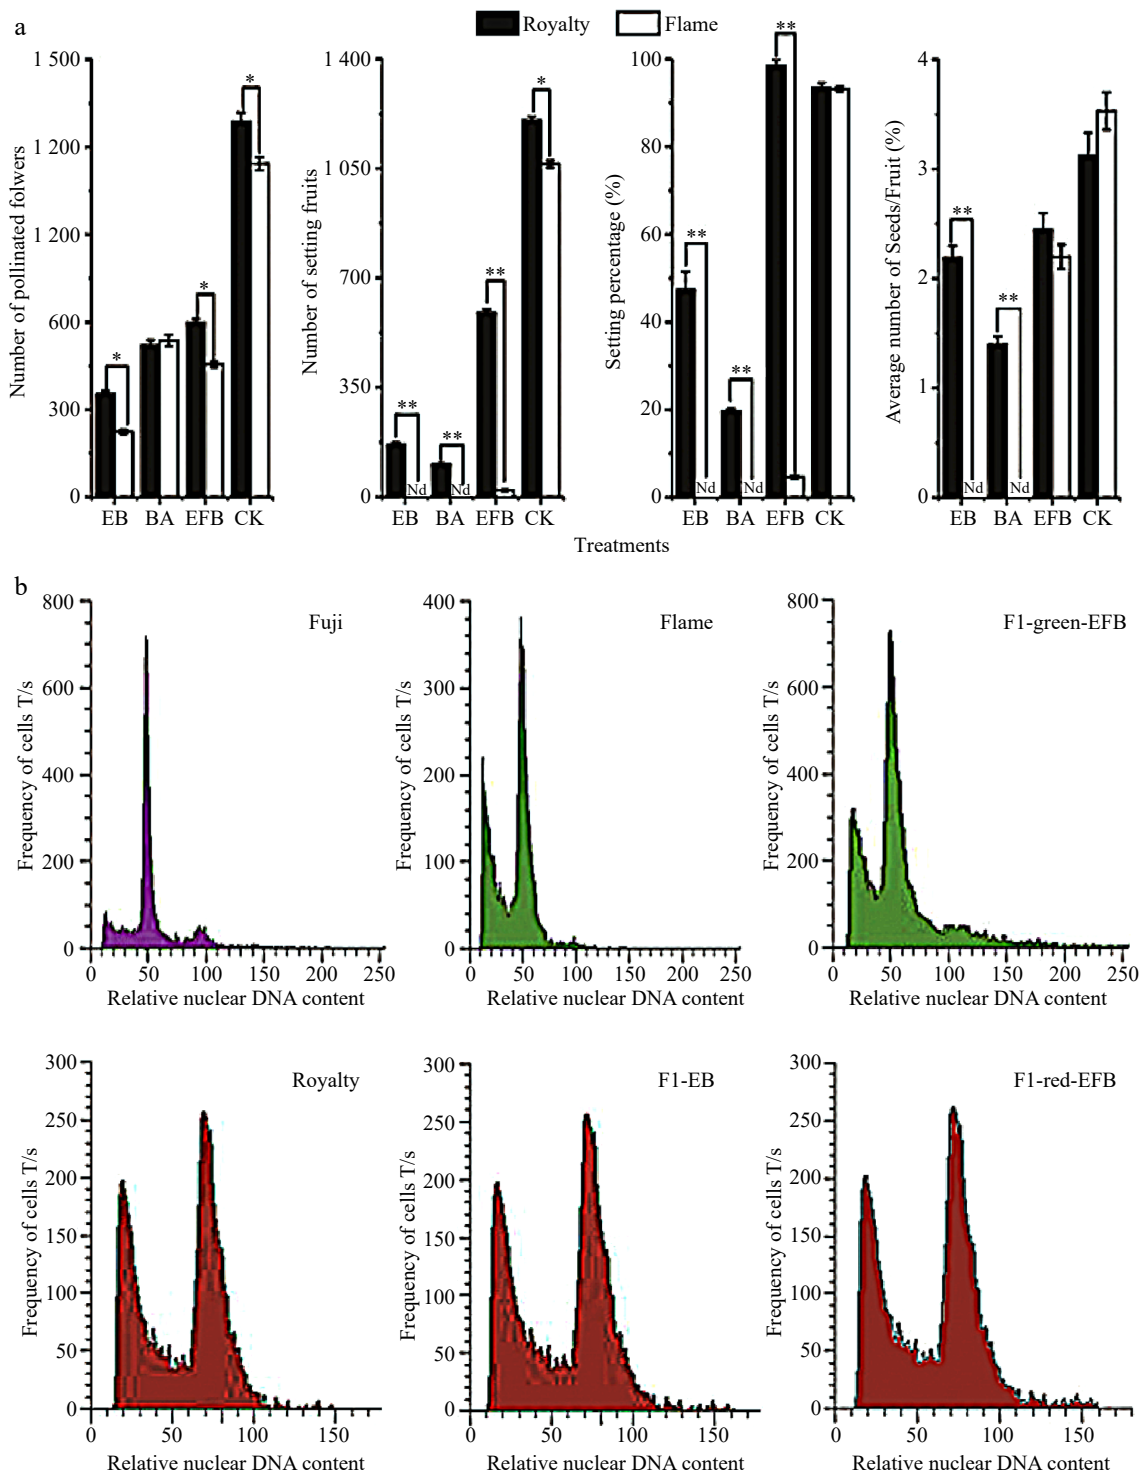 a
Royalty
Flame
Number of pollinated folwers
1 500
1 200
1 200
600
300
0
*
*
*
EB
BA
EFB
CK
Number of setting fruits
1 400
1 050
700
350
0
**
**
**
*
Nd
Nd
EB
BA
EFB
CK
Setting percentage (%)
100
80
60
40
20
0
**
**
**
Nd
Nd
EB
BA
EFB
CK
Average number of Seeds/Fruit (%)
4
3
2
1
0
**
**
Nd
Nd
EB
BA
EFB
CK
Treatments
b
Fuji
Frequency of cells T/s
800
600
400
200
0
0 50 100 150 200 250
Relative nuclear DNA content
Flame
Frequency of cells T/s
400
300
200
100
0
0 50 100 150 200 250
Relative nuclear DNA content
F1-green-EFB
Frequency of cells T/s
800
600
400
200
0
0 50 100 150 200 250
Relative nuclear DNA content
Royalty
Frequency of cells T/s
300
250
200
150
100
50
0
0 50 100 150
Relative nuclear DNA content
F1-EB
Frequency of cells T/s
300
250
200
150
100
50
0
0 50 100 150
Relative nuclear DNA content
F1-red-EFB
Frequency of cells T/s
300
250
200
150
100
50
0
0 50 100 150
Relative nuclear DNA content